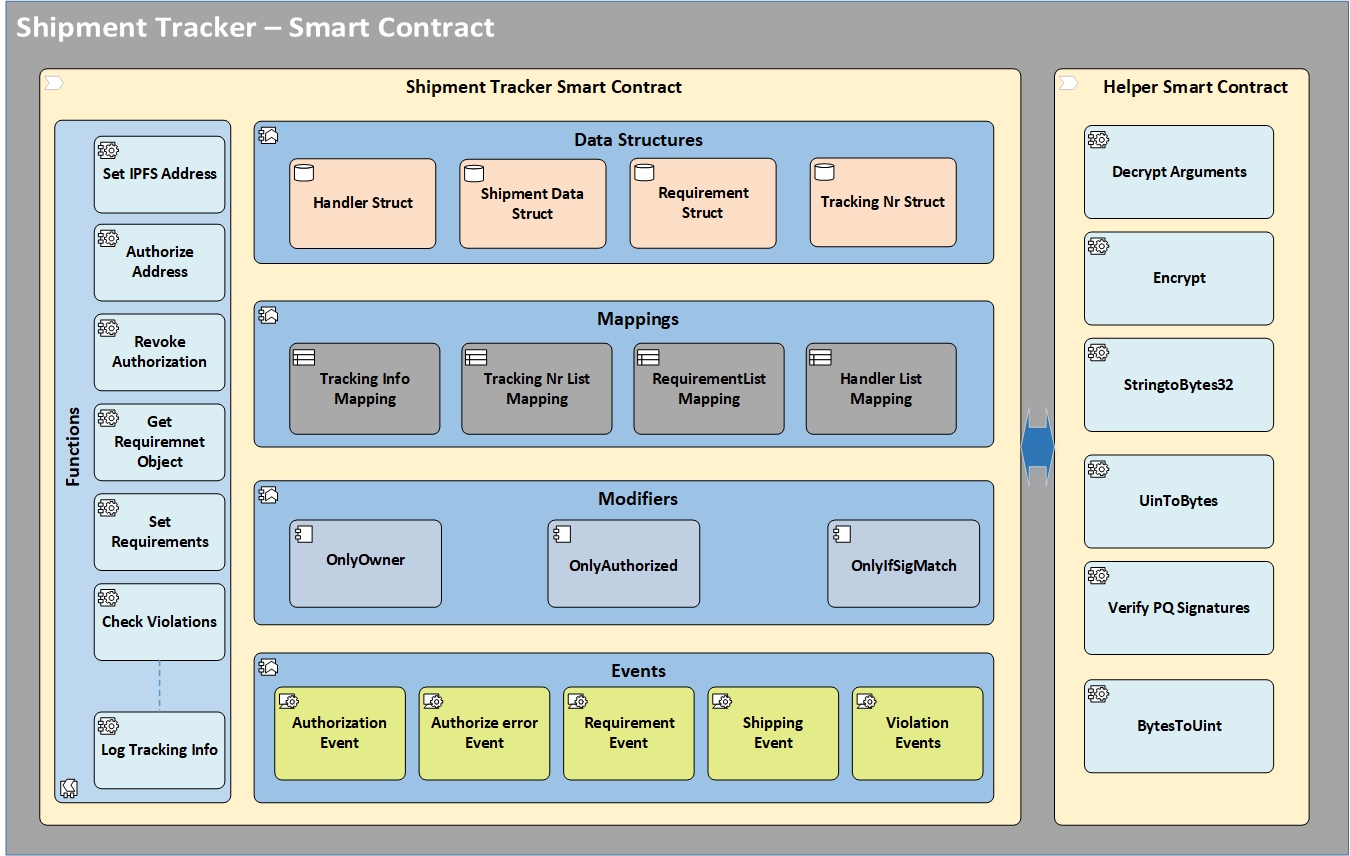 Shipment Tracker – Smart Contract
Shipment Tracker Smart Contract
Functions
Set IPFS Address
Authorize
Address
Revoke
Authorization
Get
Requiremnet
Object
Set
Requirements
Check Violations
Log Tracking Info
Data Structures
Handler Struct
Shipment Data
Struct
Requirement
Struct
Tracking Nr Struct
Mappings
Tracking Info
Mapping
Tracking Nr List
Mapping
RequirementList
Mapping
Handler List
Mapping
Modifiers
OnlyOwner
OnlyAuthorized
OnlyIfSigMatch
Events
Authorization
Event
Authorize error
Event
Requirement
Event
Shipping
Event
Violation
Events
Helper Smart Contract
Decrypt Arguments
Encrypt
StringtoBytes32
UinToBytes
Verify PQ Signatures
BytesToUint